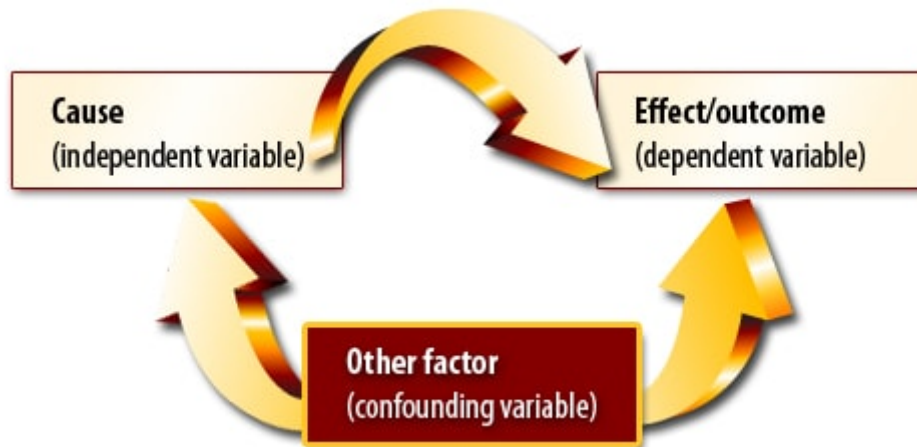 Cause
(independent variable)
Effect/outcome
(dependent variable)
Other factor
(confounding variable)